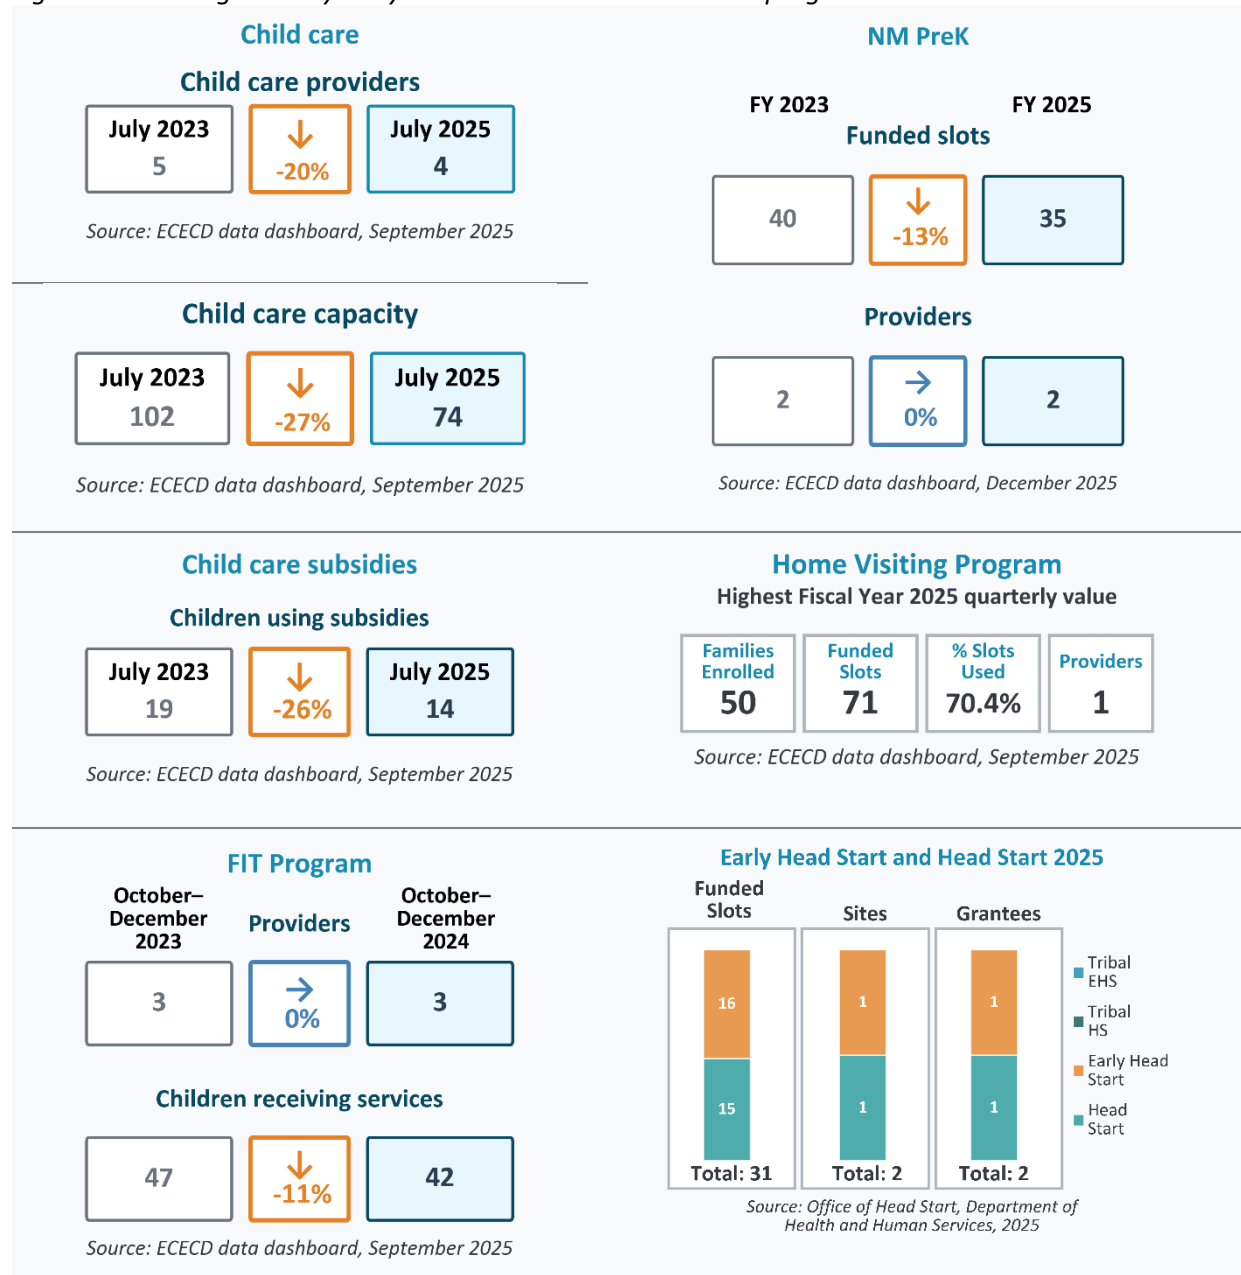 Child care
Child care providers
July 2023
5
-20%
July 2025
4
Source: ECECD data dashboard, September 2025
Child care capacity
July 2023
102
-27%
July 2025
74
Source: ECECD data dashboard, September 2025
NM PreK
FY 2023
FY 2025
Funded slots
40
-13%
35
Providers
2
0%
2
Source: ECECD data dashboard, December 2025
Child care subsidies
Children using subsidies
July 2023
19
-26%
July 2025
14
Source: ECECD data dashboard, September 2025
Home Visiting Program
Highest Fiscal Year 2025 quarterly value
Families
Enrolled
50
Funded
Slots
71
% Slots
Used
70.4%
Providers
1
Source: ECECD data dashboard, September 2025
FIT Program
October–
December
2023
Providers
October–
December
2024
3
0%
3
Children receiving services
47
-11%
42
Source: ECECD data dashboard, September 2025
Early Head Start and Head Start 2025
Funded
Slots
Sites
Grantees
16
15
Total: 31
1
1
Total: 2
1
1
Total: 2
Tribal
EHS
Tribal
HS
Early Head
Start
Head
Start
Source: Office of Head Start, Department of
Health and Human Services, 2025